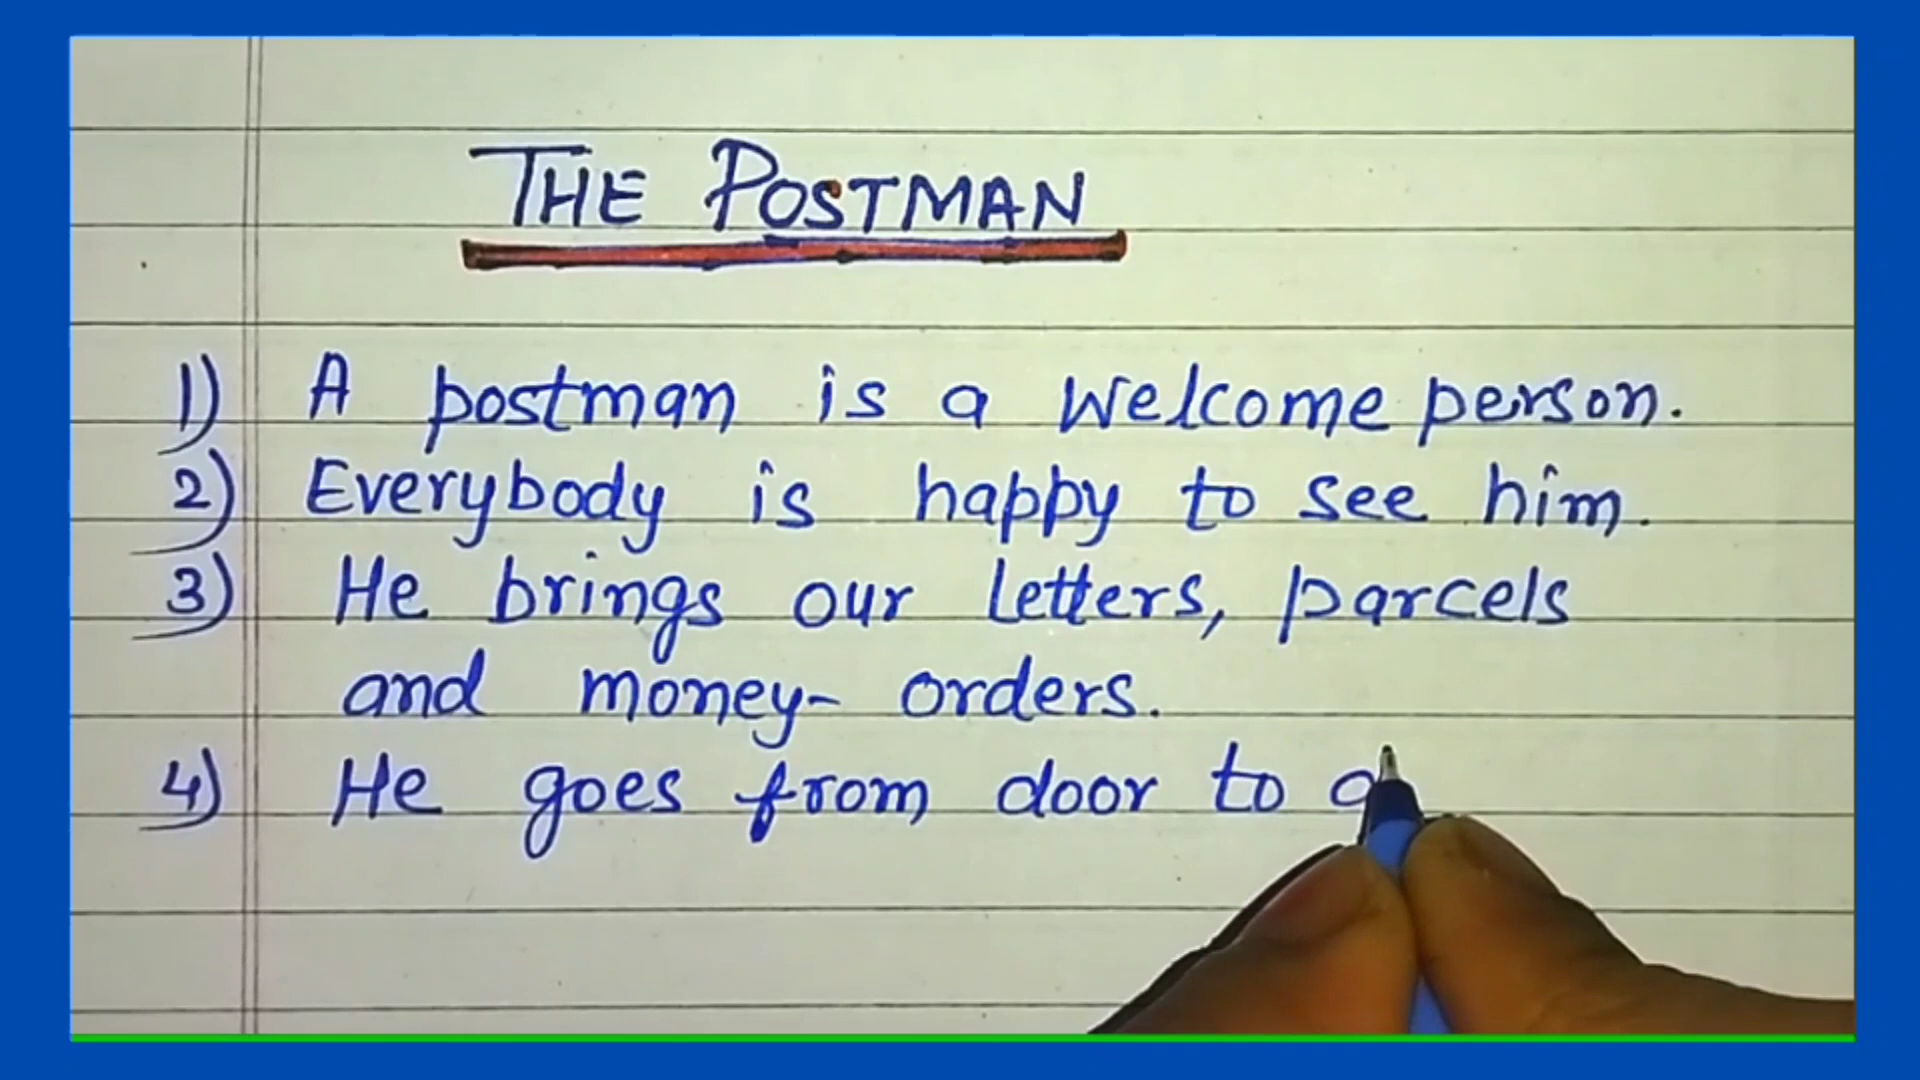 THE POSTMAN
1) A postman is a welcome person.
2) Everybody is happy to see him.
3) He brings our letters, parcels
and money- orders.
4) He goes from door to